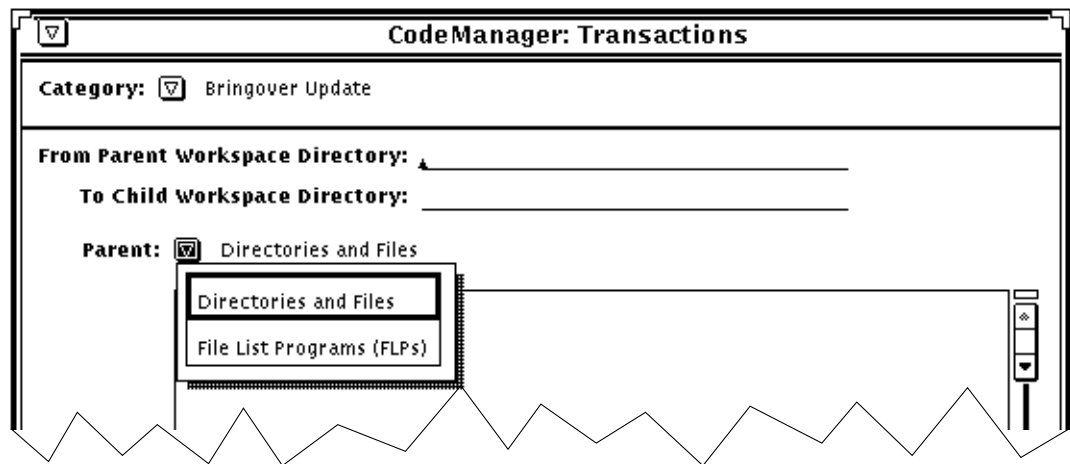 CodeManager: Transactions
Category: Bringover Update
From Parent Workspace Directory:
To Child Workspace Directory:
Parent: Directories and Files
Directories and Files
File List Programs (FLPs)